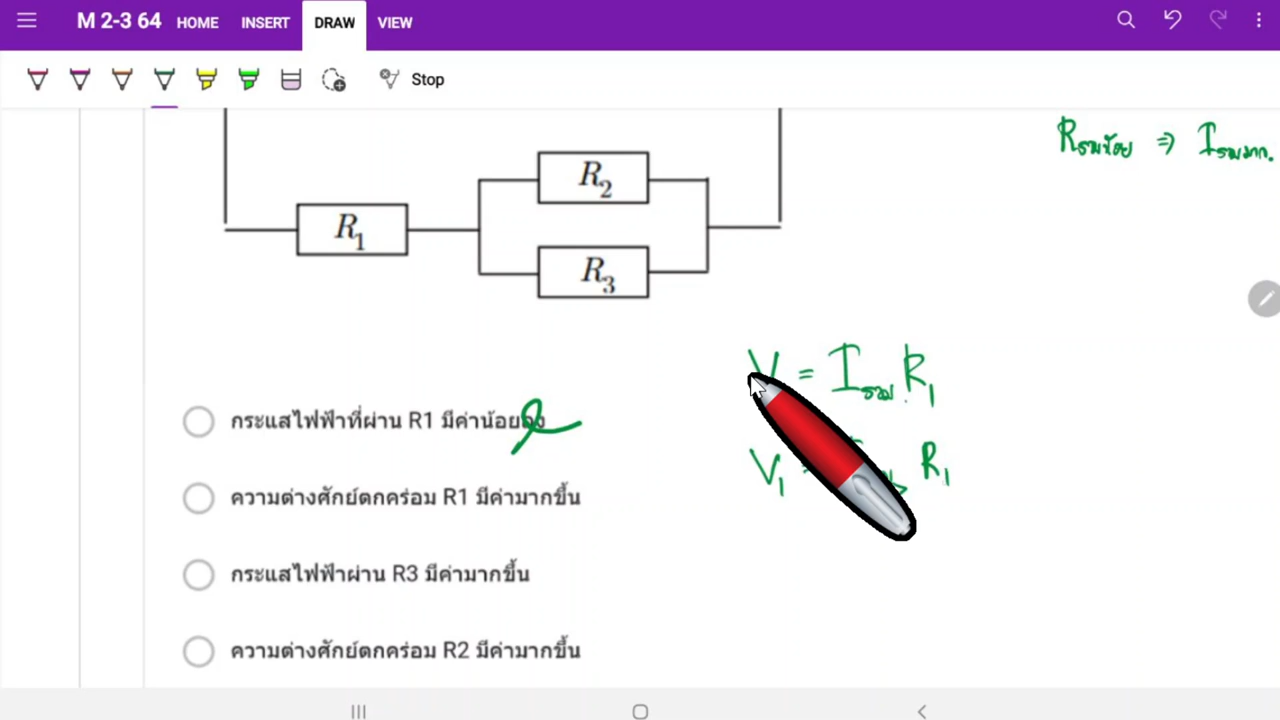 M 2-3 64 HOME INSERT DRAW VIEW
Stop
Rรวมน้อย ⇒ Iรวมมาก.
R2
R1
R3
V = Iรวม R1
V1 = R1
กระแสไฟฟ้าที่ผ่าน R1 มีค่าน้อยลง
ความต่างศักย์ตกคร่อม R1 มีค่ามากขึ้น
กระแสไฟฟ้าผ่าน R3 มีค่ามากขึ้น
ความต่างศักย์ตกคร่อม R2 มีค่ามากขึ้น